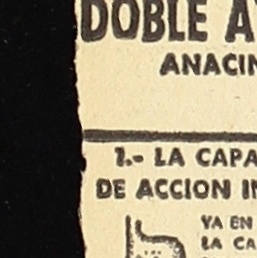 DOBLE A
ANACIN
1.- LA CAPA
DE ACCION IN
YA EN
LA CA